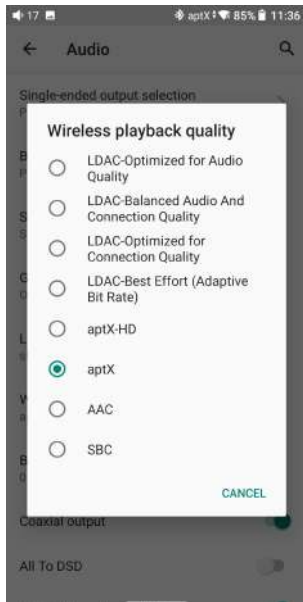 17 aptX 85% 11:36
Audio
Single-ended output selection
Wireless playback quality
LDAC-Optimized for Audio
Quality
LDAC-Balanced Audio And
Connection Quality
LDAC-Optimized for
Connection Quality
LDAC-Best Effort (Adaptive
Bit Rate)
aptX-HD
aptX
AAC
SBC
CANCEL
Coaxial output
All To DSD